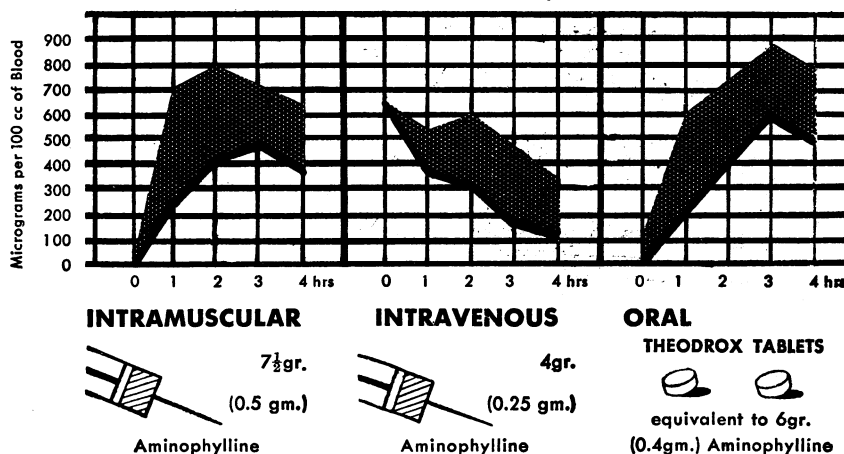 Micrograms per 100 cc of Blood
900
800
700
600
500
400
300
200
100
0
0 1 2 3 4 hrs
0 1 2 3 4 hrs
0 1 2 3 4 hrs
INTRAMUSCULAR
7½gr.
(0.5 gm.)
Aminophylline
INTRAVENOUS
4gr.
(0.25 gm.)
Aminophylline
ORAL
THEODROX TABLETS
equivalent to 6gr.
(0.4gm.) Aminophylline